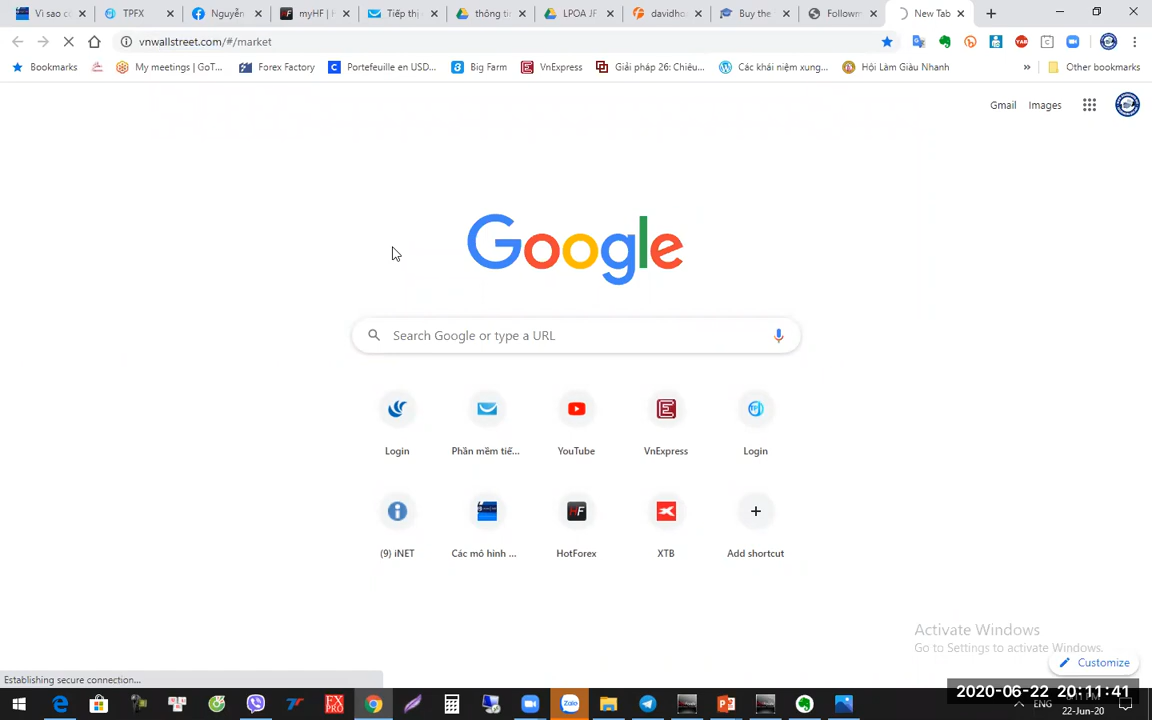 Vì sao có
TPFX
Nguyễn
myHF | H
Tiếp thị
thông ti
LPOA JF
davidho
Buy the
Followm
New Tab
vnwallstreet.com/#/market
Bookmarks
My meetings | GoT...
Forex Factory
Portefeuille en USD...
Big Farm
VnExpress
Giải pháp 26: Chiêu...
Các khái niệm xung...
Hội Làm Giàu Nhanh
»
Other bookmarks
Gmail
Images
Google
Search Google or type a URL
Login
Phần mềm tiế...
YouTube
VnExpress
Login
(9) iNET
Các mô hình ...
HotForex
XTB
Add shortcut
Activate Windows
Go to Settings to activate Windows.
Customize
Establishing secure connection...
2020-06-22 20:11:41
ENG
22-Jun-20